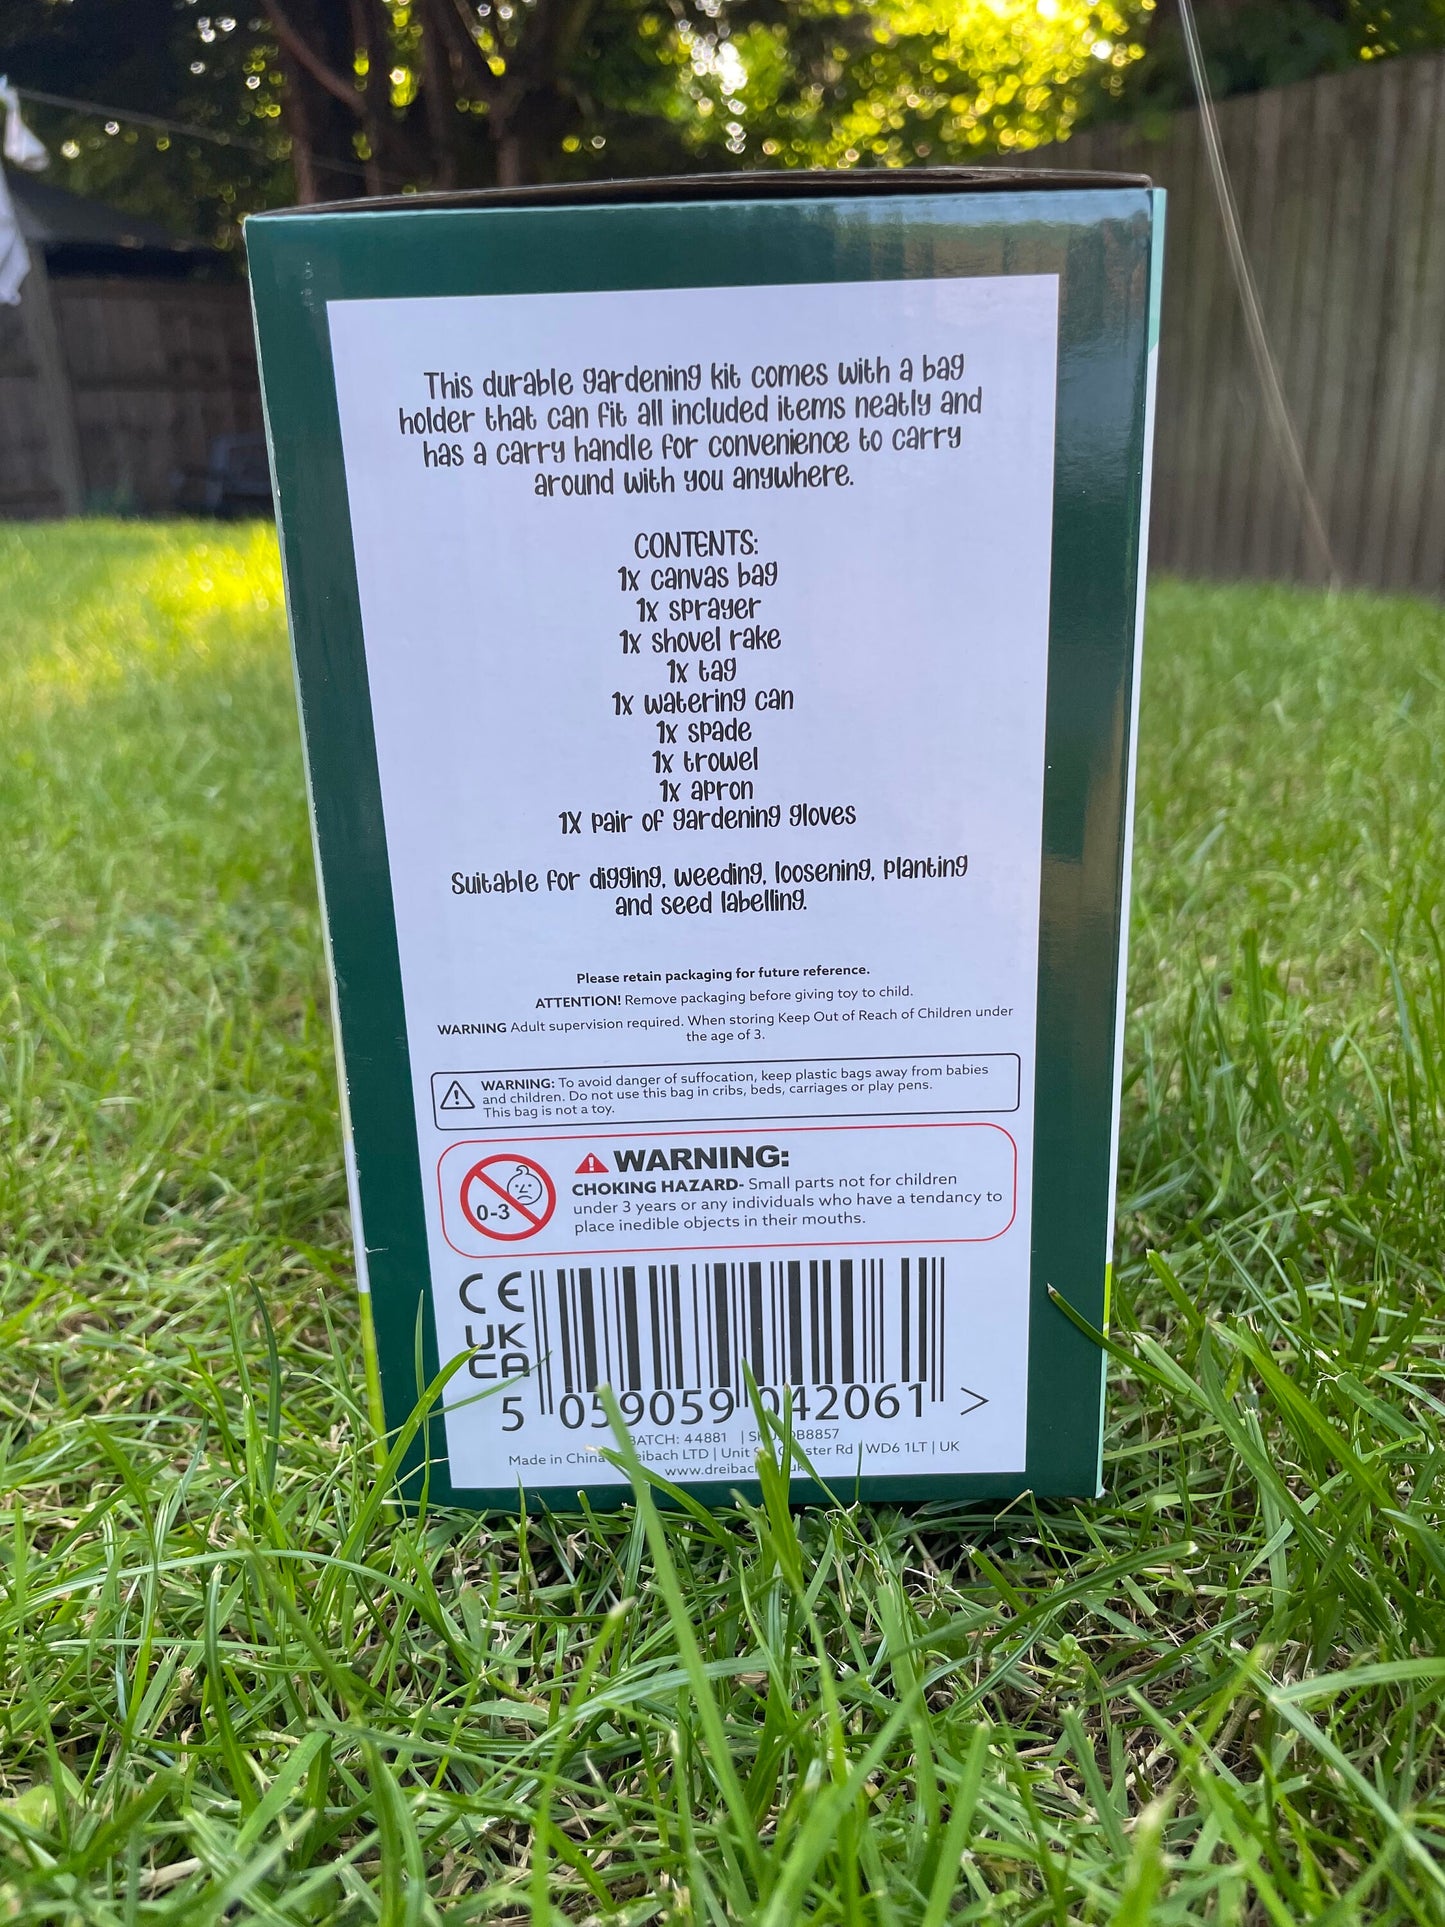 This durable gardening kit comes with a bag
holder that can fit all included items neatly and
has a carry handle for convenience to carry
around with you anywhere.
CONTENTS:
1x canvas bag
1x sprayer
1x shovel rake
1x tag
1x watering can
1x spade
1x trowel
1x apron
1X pair of gardening gloves
Suitable for digging, weeding, loosening, planting
and seed labelling.
Please retain packaging for future reference.
ATTENTION! Remove packaging before giving toy to child.
WARNING Adult supervision required. When storing Keep Out of Reach of Children under
the age of 3.
WARNING: To avoid danger of suffocation, keep plastic bags away from babies
and children. Do not use this bag in cribs, beds, carriages or play pens.
This bag is not a toy.
0-3
WARNING:
CHOKING HAZARD- Small parts not for children
under 3 years or any individuals who have a tendancy to
place inedible objects in their mouths.
CE
UK
CA
5 059059 042061 >
BATCH: 44881 |
Made in China LTD | Unit Rd | WD6 1LT | UK